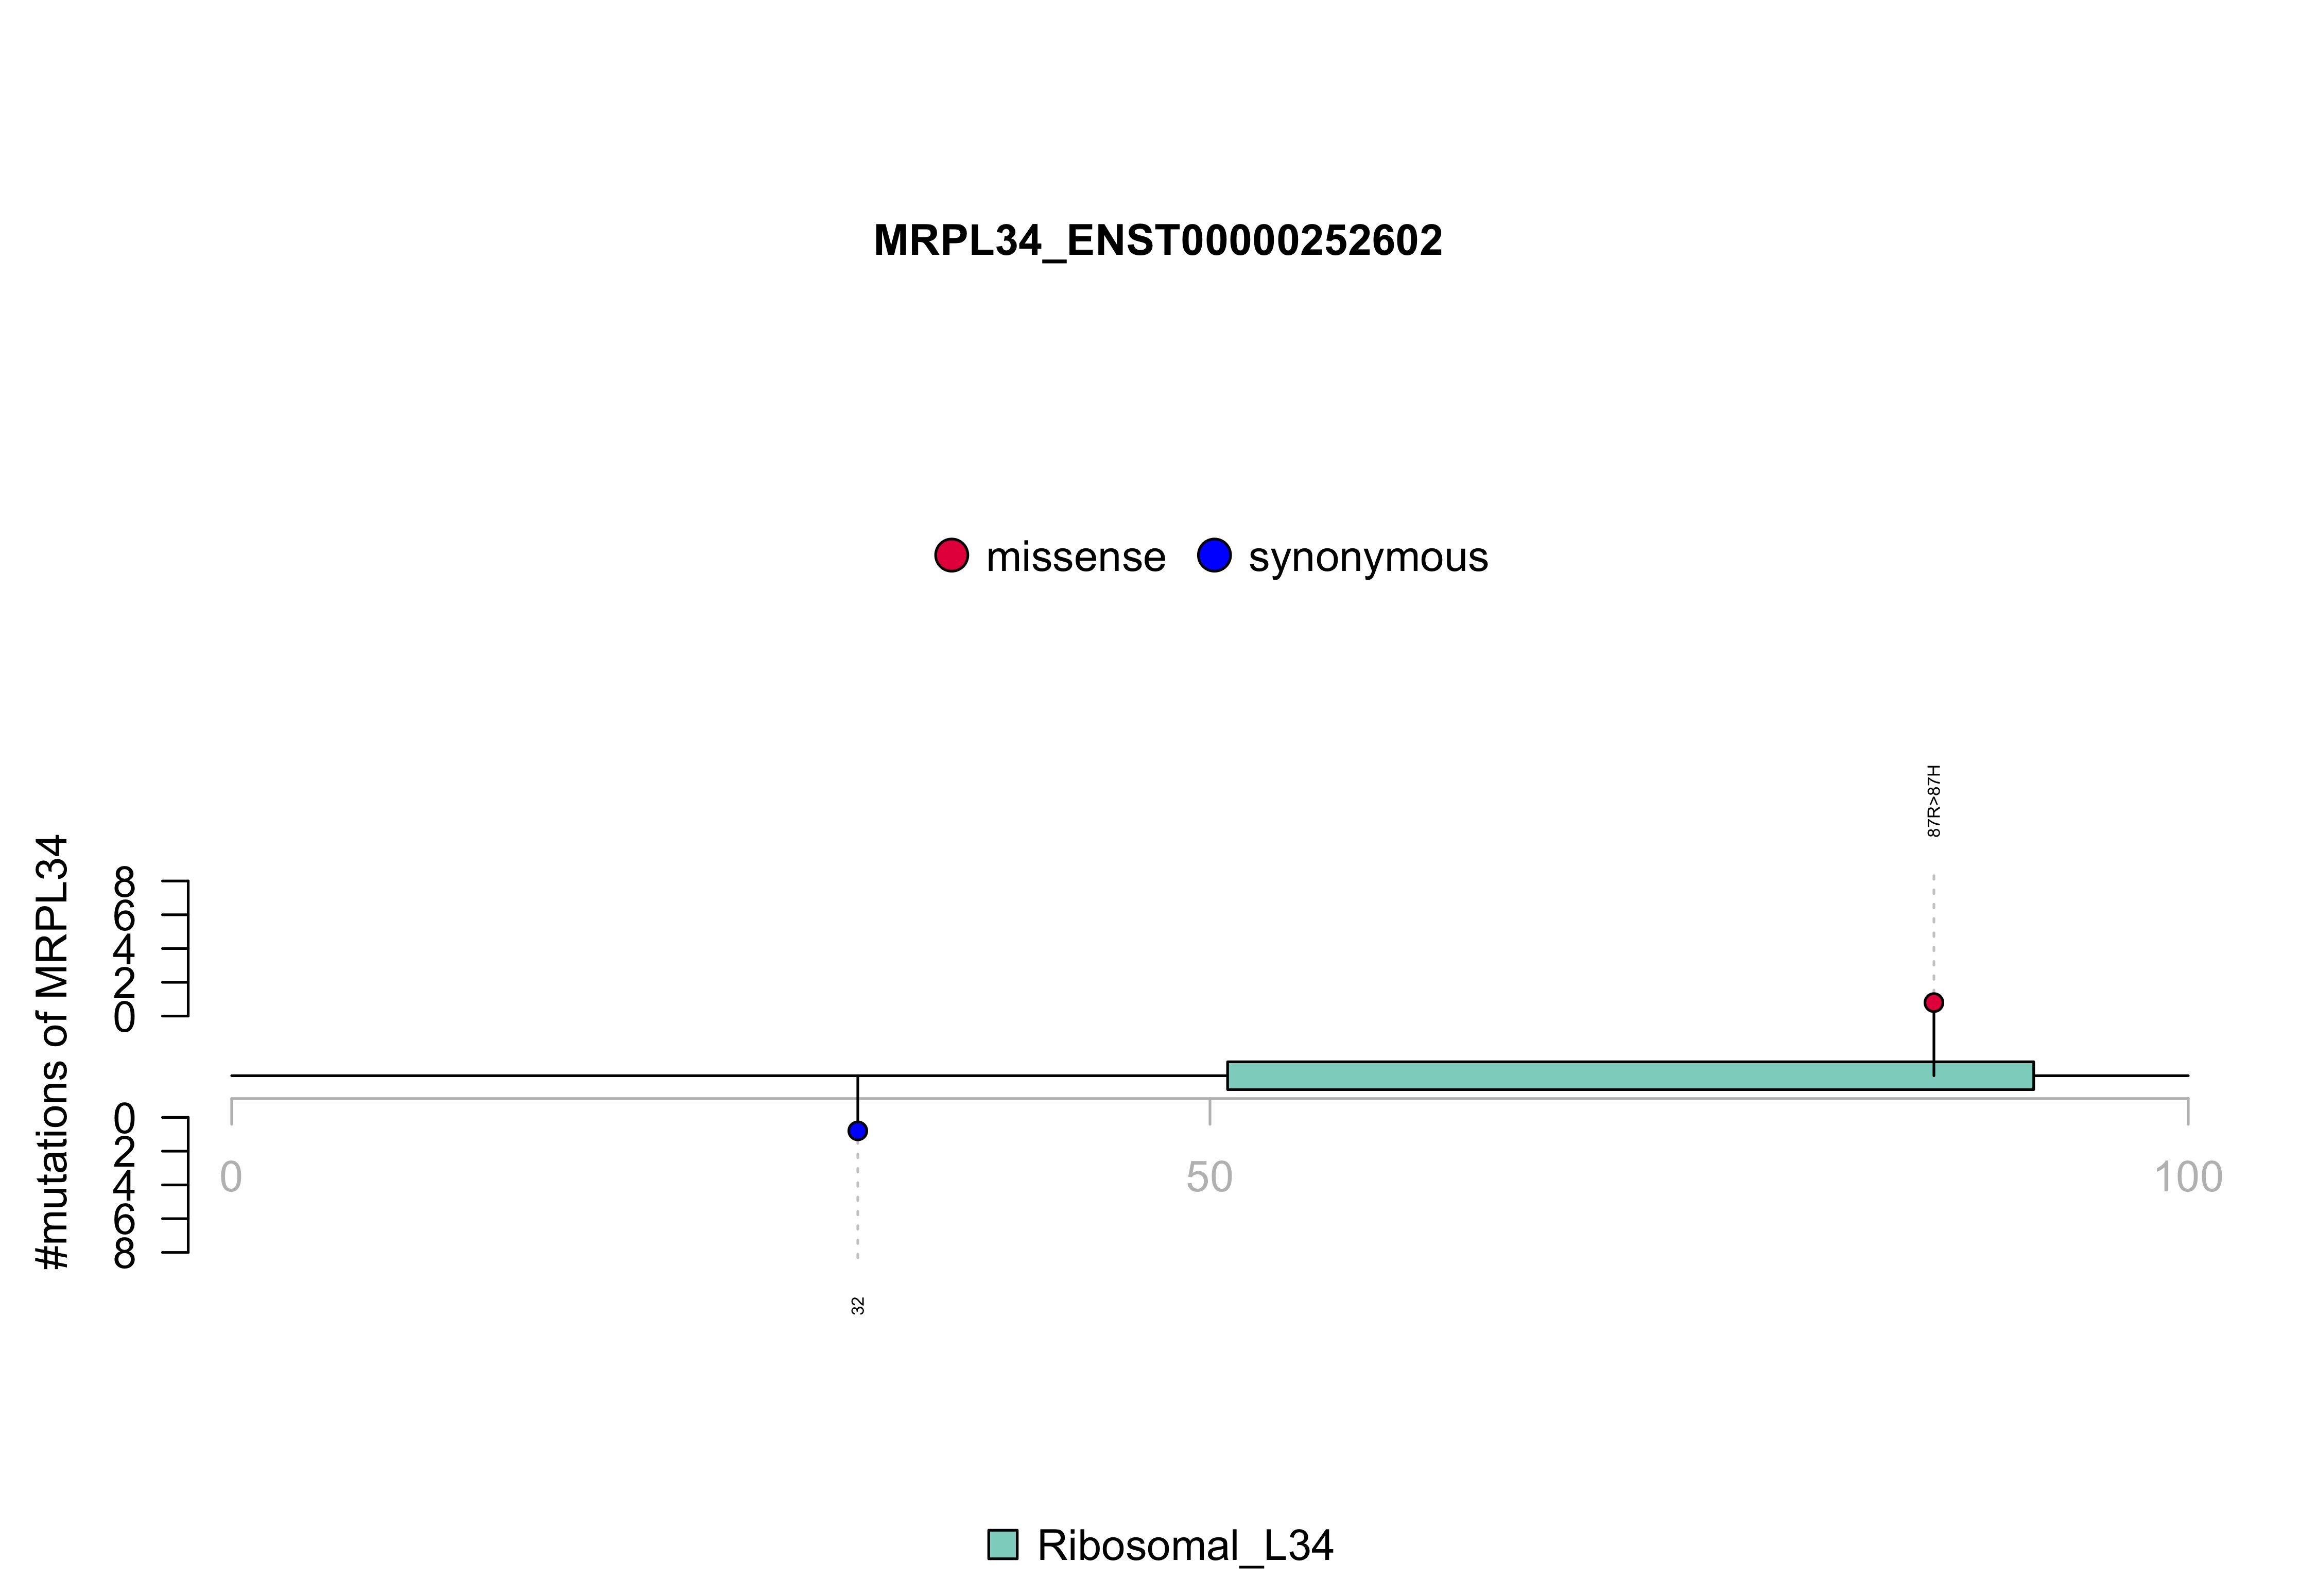 MRPL34_ENST00000252602
missense
synonymous
87R>87H
#mutations of MRPL34
8
6
4
2
0
0
2
4
6
8
0
50
100
32
Ribosomal_L34